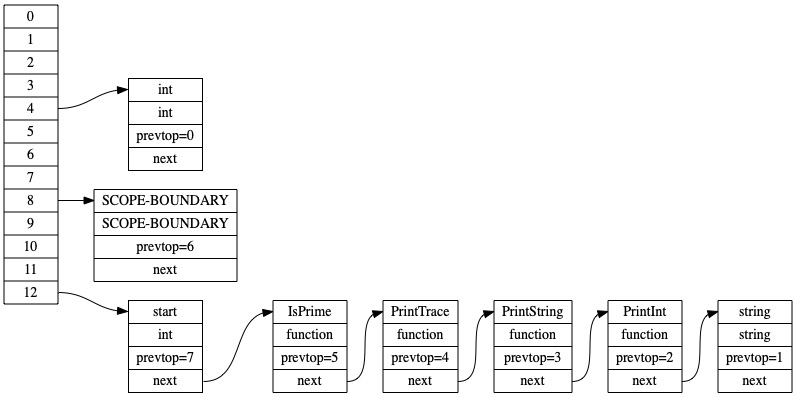 0
1
2
3
4
5
6
7
8
9
10
11
12
int
int
prevtop=0
next
SCOPE-BOUNDARY
SCOPE-BOUNDARY
prevtop=6
next
start
int
prevtop=7
next
IsPrime
function
prevtop=5
next
PrintTrace
function
prevtop=4
next
PrintString
function
prevtop=3
next
PrintInt
function
prevtop=2
next
string
string
prevtop=1
next